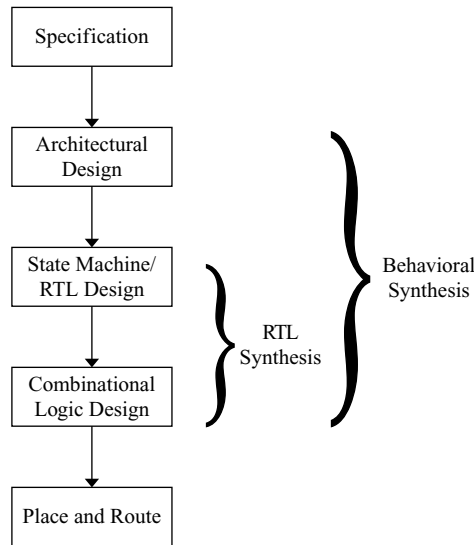 Specification
Architectural
Design
State Machine/
RTL Design
RTL
Synthesis
Behavioral
Synthesis
Combinational
Logic Design
Place and Route